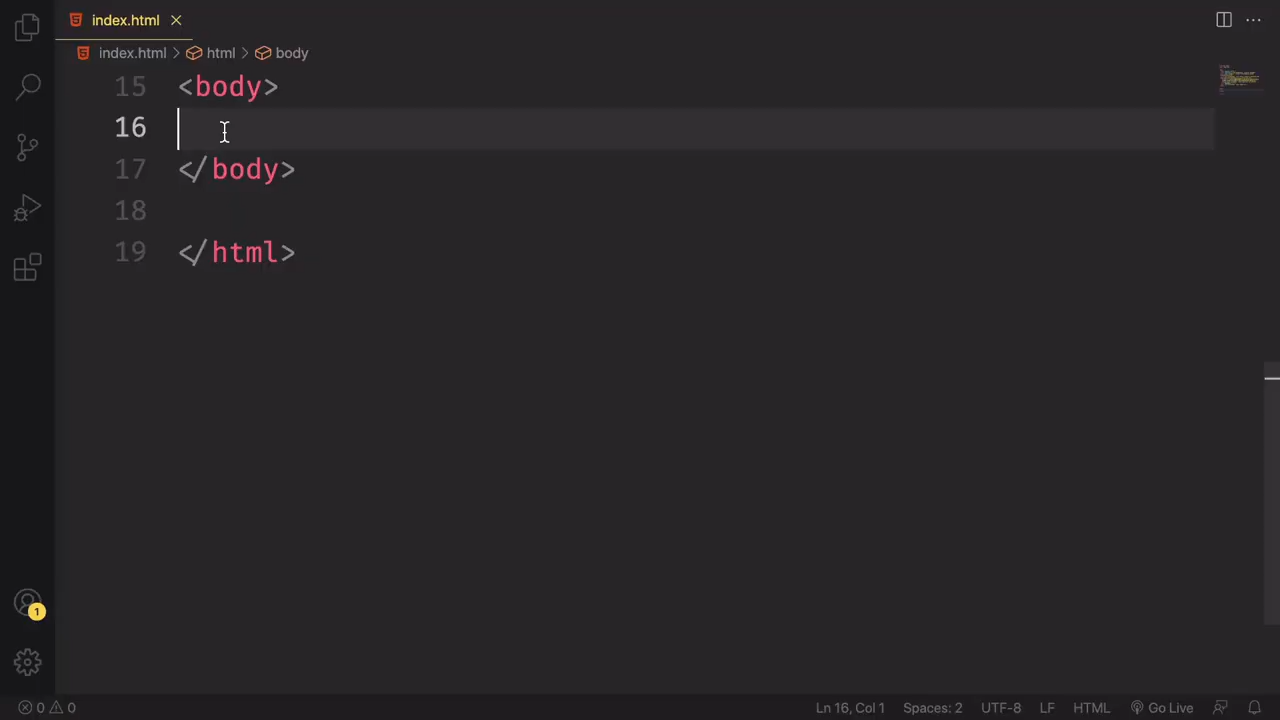 index.html
index.html > html > body
15 <body>
16
17 </body>
18
19 </html>
1
0 0 Ln 16, Col 1 Spaces: 2 UTF-8 LF HTML Go Live